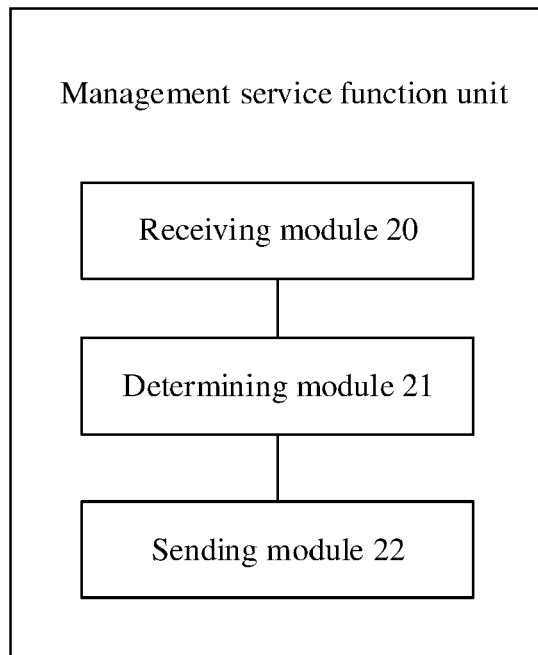 Management service function unit
Receiving module 20
Determining module 21
Sending module 22